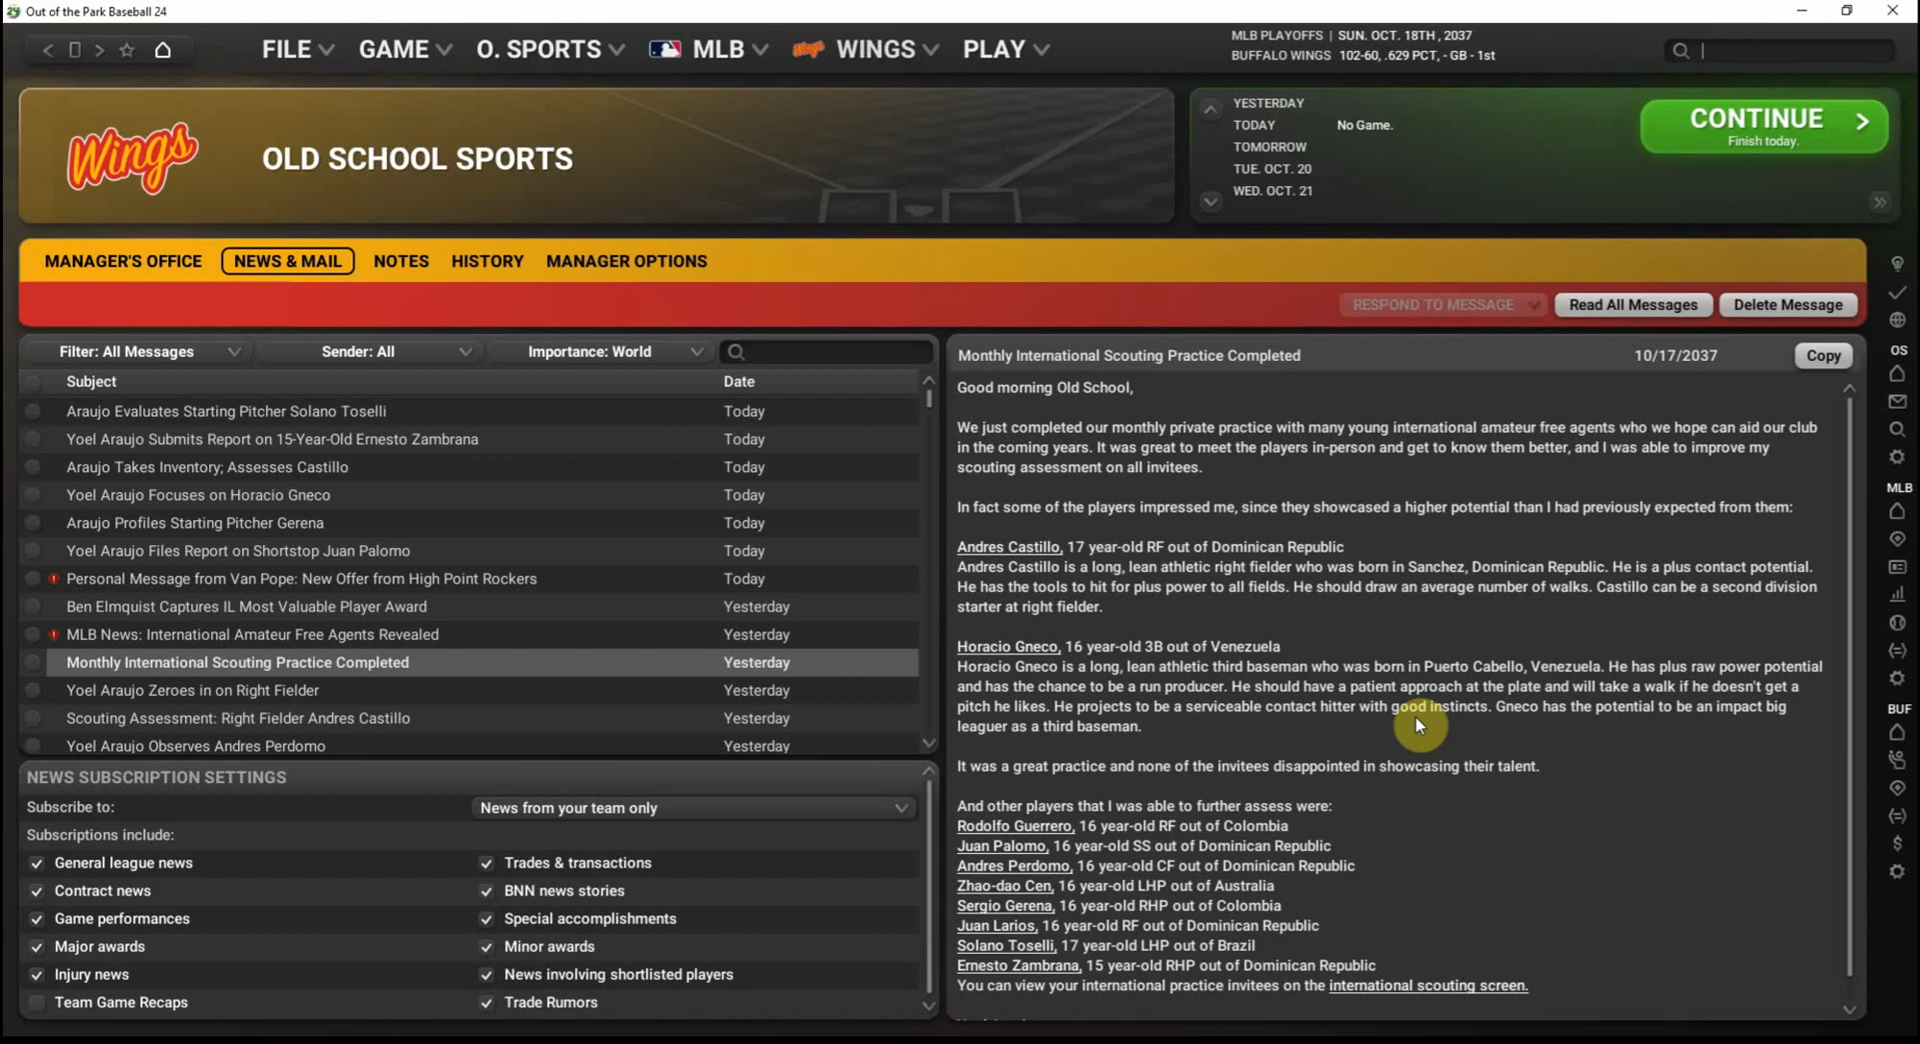 Out of the Park Baseball 24
FILE GAME O. SPORTS MLB WINGS PLAY
MLB PLAYOFFS | SUN. OCT. 18TH , 2037
BUFFALO WINGS 102-60, .629 PCT, - GB - 1st
Wings
OLD SCHOOL SPORTS
YESTERDAY
TODAY No Game.
TOMORROW
TUE. OCT. 20
WED. OCT. 21
CONTINUE
Finish today.
MANAGER'S OFFICE NEWS & MAIL NOTES HISTORY MANAGER OPTIONS
RESPOND TO MESSAGE Read All Messages Delete Message
Filter: All Messages Sender: All Importance: World
Subject Date
Araujo Evaluates Starting Pitcher Solano Toselli Today
Yoel Araujo Submits Report on 15-Year-Old Ernesto Zambrana Today
Araujo Takes Inventory; Assesses Castillo Today
Yoel Araujo Focuses on Horacio Gneco Today
Araujo Profiles Starting Pitcher Gerena Today
Yoel Araujo Files Report on Shortstop Juan Palomo Today
Personal Message from Van Pope: New Offer from High Point Rockers Today
Ben Elmquist Captures IL Most Valuable Player Award Yesterday
MLB News: International Amateur Free Agents Revealed Yesterday
Monthly International Scouting Practice Completed Yesterday
Yoel Araujo Zeroes in on Right Fielder Yesterday
Scouting Assessment: Right Fielder Andres Castillo Yesterday
Yoel Araujo Observes Andres Perdomo Yesterday
NEWS SUBSCRIPTION SETTINGS
Subscribe to: News from your team only
Subscriptions include:
General league news Trades & transactions
Contract news BNN news stories
Game performances Special accomplishments
Major awards Minor awards
Injury news News involving shortlisted players
Team Game Recaps Trade Rumors
Monthly International Scouting Practice Completed 10/17/2037 Copy
Good morning Old School,
We just completed our monthly private practice with many young international amateur free agents who we hope can aid our club
in the coming years. It was great to meet the players in-person and get to know them better, and I was able to improve my
scouting assessment on all invitees.
In fact some of the players impressed me, since they showcased a higher potential than I had previously expected from them:
Andres Castillo, 17 year-old RF out of Dominican Republic
Andres Castillo is a long, lean athletic right fielder who was born in Sanchez, Dominican Republic. He is a plus contact potential.
He has the tools to hit for plus power to all fields. He should draw an average number of walks. Castillo can be a second division
starter at right fielder.
Horacio Gneco, 16 year-old 3B out of Venezuela
Horacio Gneco is a long, lean athletic third baseman who was born in Puerto Cabello, Venezuela. He has plus raw power potential
and has the chance to be a run producer. He should have a patient approach at the plate and will take a walk if he doesn't get a
pitch he likes. He projects to be a serviceable contact hitter with good instincts. Gneco has the potential to be an impact big
leaguer as a third baseman.
It was a great practice and none of the invitees disappointed in showcasing their talent.
And other players that I was able to further assess were:
Rodolfo Guerrero, 16 year-old RF out of Colombia
Juan Palomo, 16 year-old SS out of Dominican Republic
Andres Perdomo, 16 year-old CF out of Dominican Republic
Zhao-dao Cen, 16 year-old LHP out of Australia
Sergio Gerena, 16 year-old RHP out of Colombia
Juan Larios, 16 year-old RF out of Dominican Republic
Solano Toselli, 17 year-old LHP out of Brazil
Ernesto Zambrana, 15 year-old RHP out of Dominican Republic
You can view your international practice invitees on the international scouting screen.
OS
MLB
BUF